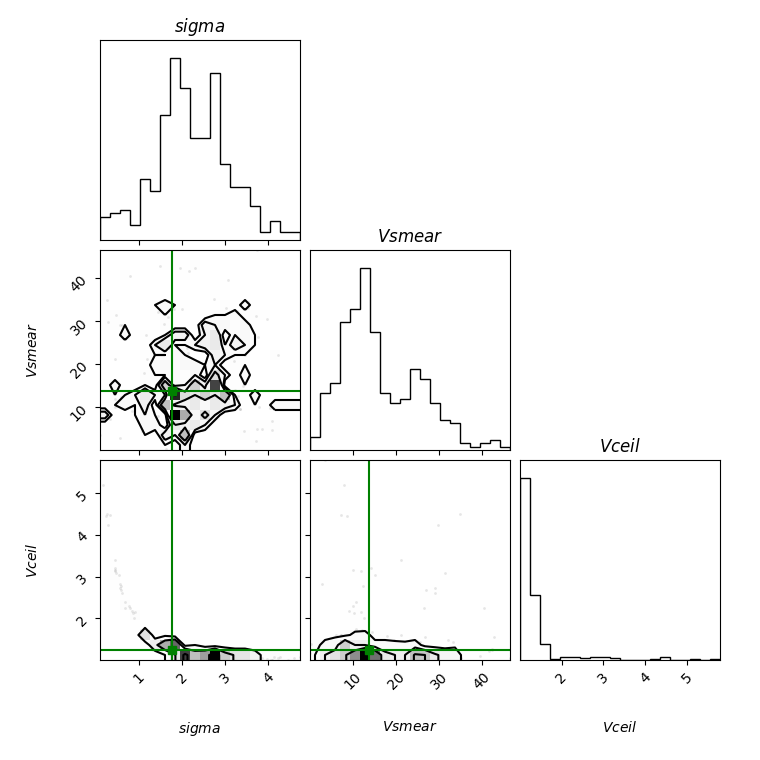 sigma
Vsmear
Vsmear
40
30
20
10
Vceil
Vceil
5
4
3
2
1 2 3 4
10 20 30 40
2 3 4 5
sigma Vsmear Vceil